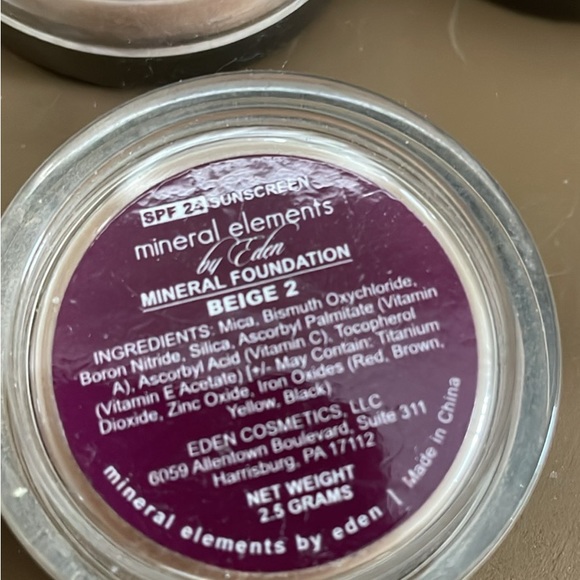 SPF 24 SUNSCREEN
mineral elements
by Eden
MINERAL FOUNDATION
BEIGE 2
INGREDIENTS: Mica, Bismuth Oxychloride,
Boron Nitride, Silica, Ascorbyl Palmitate (Vitamin
A), Ascorbyl Acid (Vitamin C), Tocopherol
(Vitamin E Acetate) [+/- May Contain: Titanium
Dioxide, Zinc Oxide, Iron Oxides (Red, Brown,
Yellow, Black)
EDEN COSMETICS, LLC
6059 Allentown Boulevard, Suite 311
Harrisburg, PA 17112
NET WEIGHT
2.5 GRAMS
mineral elements by eden | Made in China